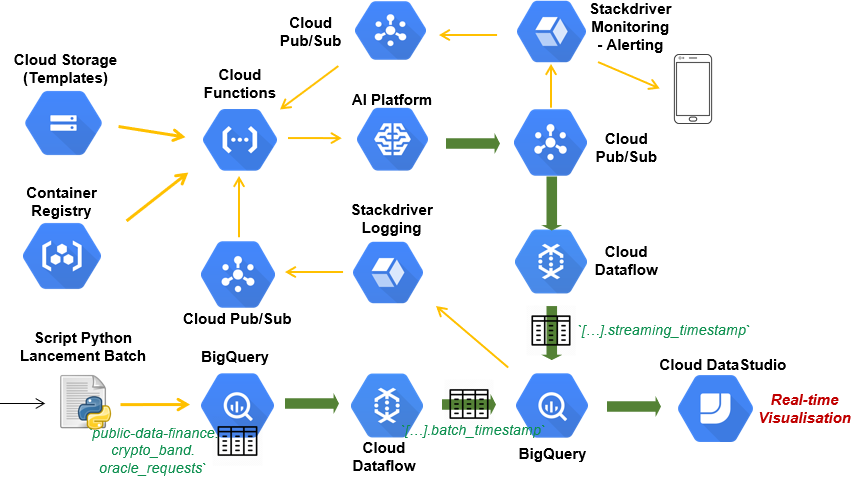 Cloud
Pub/Sub
Stackdriver
Monitoring
- Alerting
Cloud Storage
(Templates)
Cloud
Functions
AI Platform
Cloud
Pub/Sub
Container
Registry
Stackdriver
Logging
Cloud
Dataflow
Cloud Pub/Sub
`[…].streaming_timestamp`
Script Python
Lancement Batch
BigQuery
Cloud DataStudio
Real-time
Visualisation
public-data-finance.
crypto_band.
oracle_requests`
`[…].batch_timestamp`
Cloud
Dataflow
BigQuery